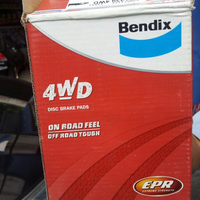 Bendix
4WD
DISC BRAKE PADS
ON ROAD FEEL
OFF ROAD TOUGH
EPR